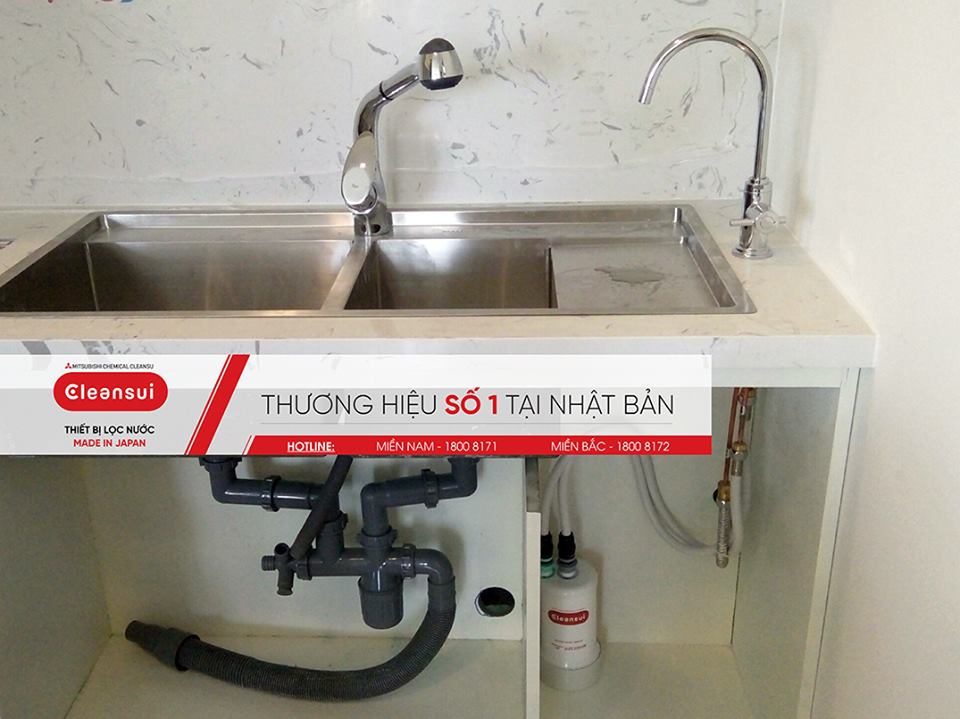 MITSUBISHI CHEMICAL CLEANSUI
Cleansui
THIẾT BỊ LỌC NƯỚC
MADE IN JAPAN
THƯƠNG HIỆU SỐ 1 TẠI NHẬT BẢN
HOTLINE: MIỀN NAM - 1800 8171 MIỀN BẮC - 1800 8172
Cleansui